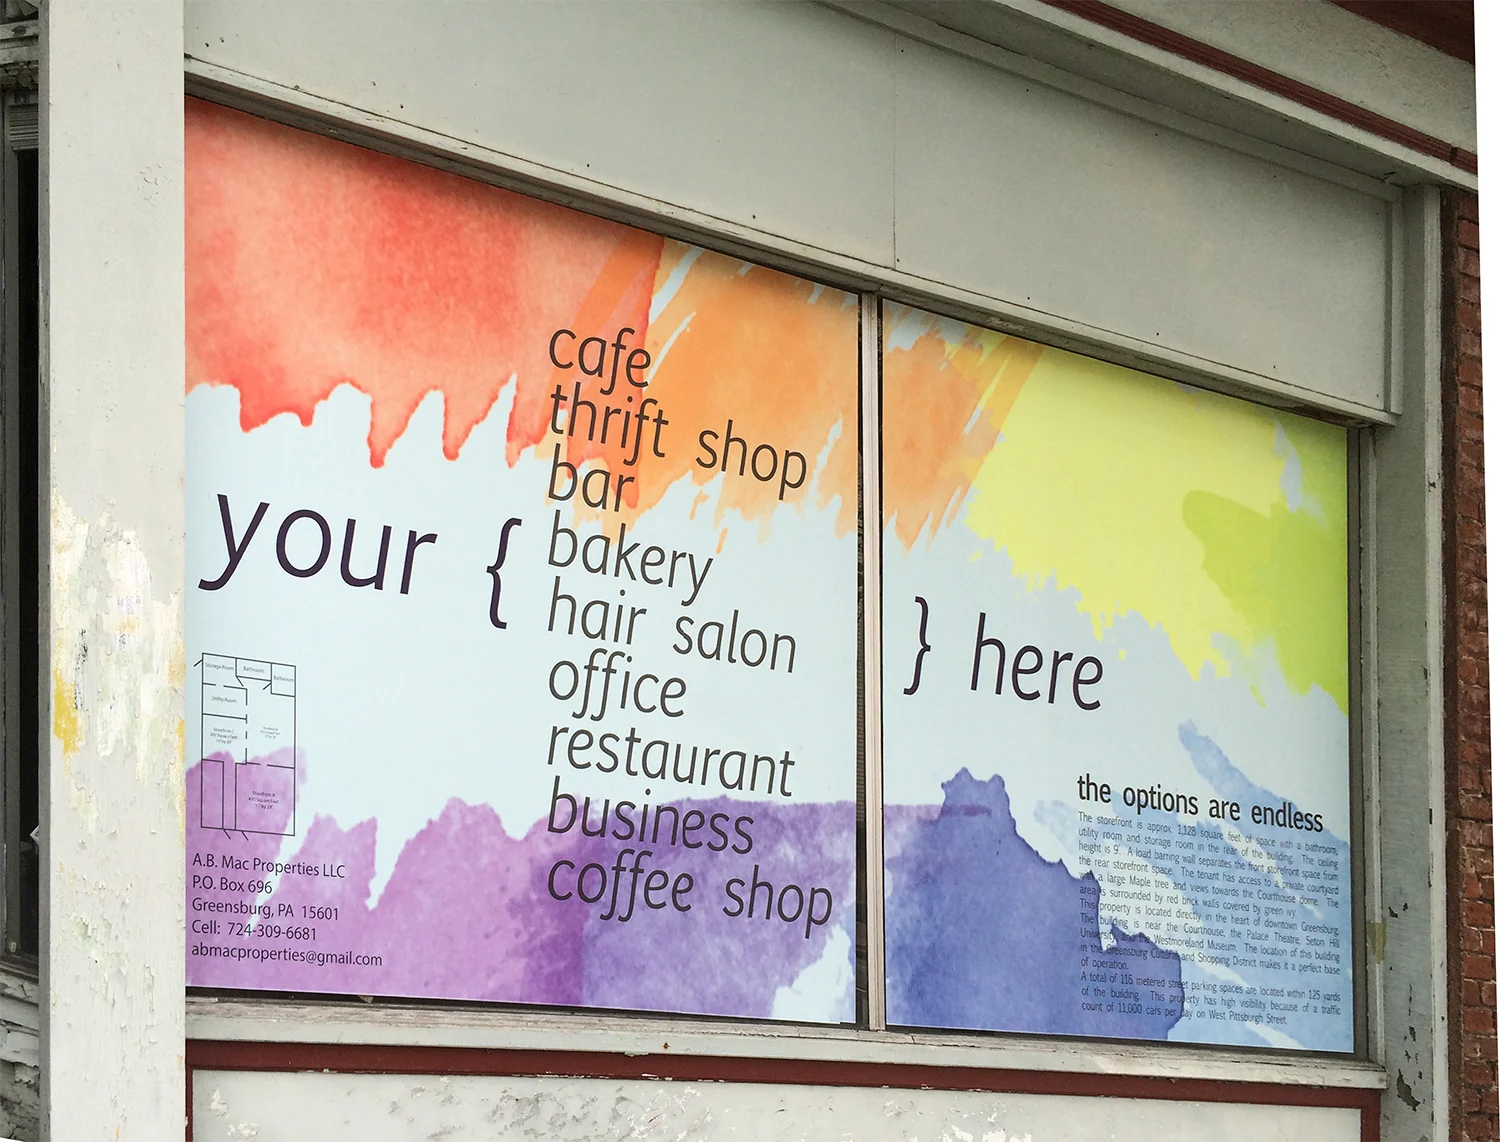 cafe
thrift shop
bar
bakery
your { hair salon } here
office
restaurant
business
coffee shop
Storage Room
Bathroom
Bathroom
Utility Room
Storefront C
Storefront A
A.B. Mac Properties LLC
P.O. Box 696
Greensburg, PA 15601
Cell: 724-309-6681
abmacproperties@gmail.com
the options are endless
The storefront is approx. 1,128 square feet of space with a bathroom,
utility room and storage room in the rear of the building. The ceiling
height is 9'. A load barring wall separates the front storefront space from
the rear storefront space. The tenant has access to a private courtyard
with a large Maple tree and views towards the Courthouse dome. The
area is surrounded by red brick walls covered by green ivy.
This property is located directly in the heart of downtown Greensburg.
The building is near the Courthouse, the Palace Theatre, Seton Hill
University and the Westmoreland Museum. The location of this building
in the Greensburg Cultural and Shopping District makes it a perfect base
of operation.
A total of 116 metered street parking spaces are located within 125 yards
of the building. This property has high visibility because of a traffic
count of 11,000 cars per day on West Pittsburgh Street.